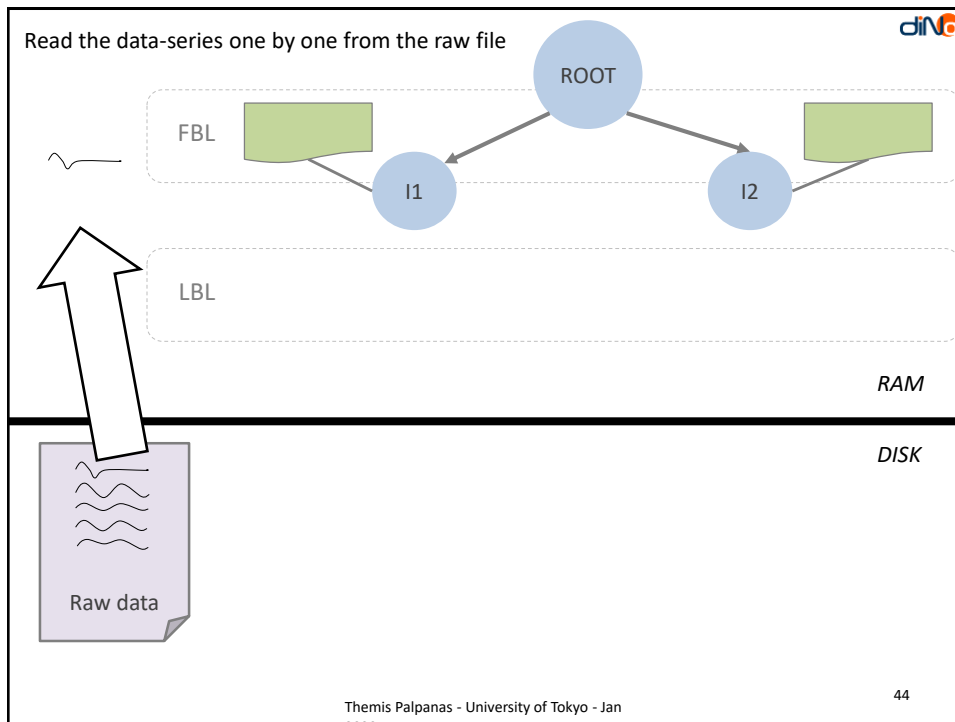 Read the data-series one by one from the raw file
diNo
ROOT
FBL
I1
I2
LBL
RAM
DISK
Raw data
Themis Palpanas - University of Tokyo - Jan
44